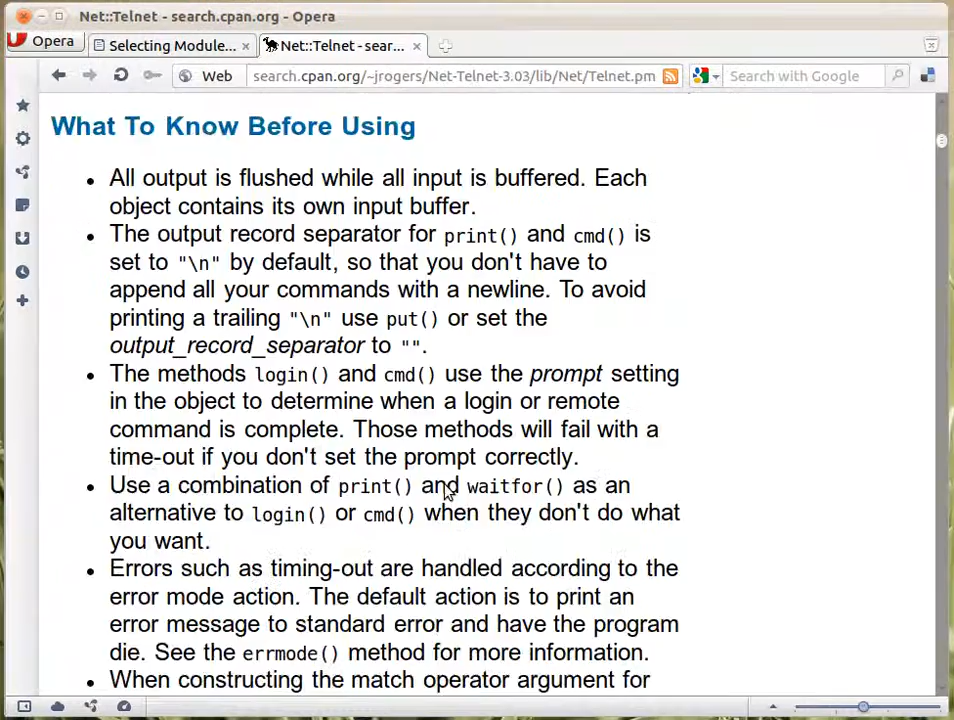 Net::Telnet - search.cpan.org - Opera
Opera
Selecting Module...
Net::Telnet - sear...
Web
search.cpan.org/~jrogers/Net-Telnet-3.03/lib/Net/Telnet.pm
Search with Google
What To Know Before Using
• All output is flushed while all input is buffered. Each
object contains its own input buffer.
• The output record separator for print() and cmd() is
set to "\n" by default, so that you don't have to
append all your commands with a newline. To avoid
printing a trailing "\n" use put() or set the
output_record_separator to "".
• The methods login() and cmd() use the prompt setting
in the object to determine when a login or remote
command is complete. Those methods will fail with a
time-out if you don't set the prompt correctly.
• Use a combination of print() and waitfor() as an
alternative to login() or cmd() when they don't do what
you want.
• Errors such as timing-out are handled according to the
error mode action. The default action is to print an
error message to standard error and have the program
die. See the errmode() method for more information.
• When constructing the match operator argument for